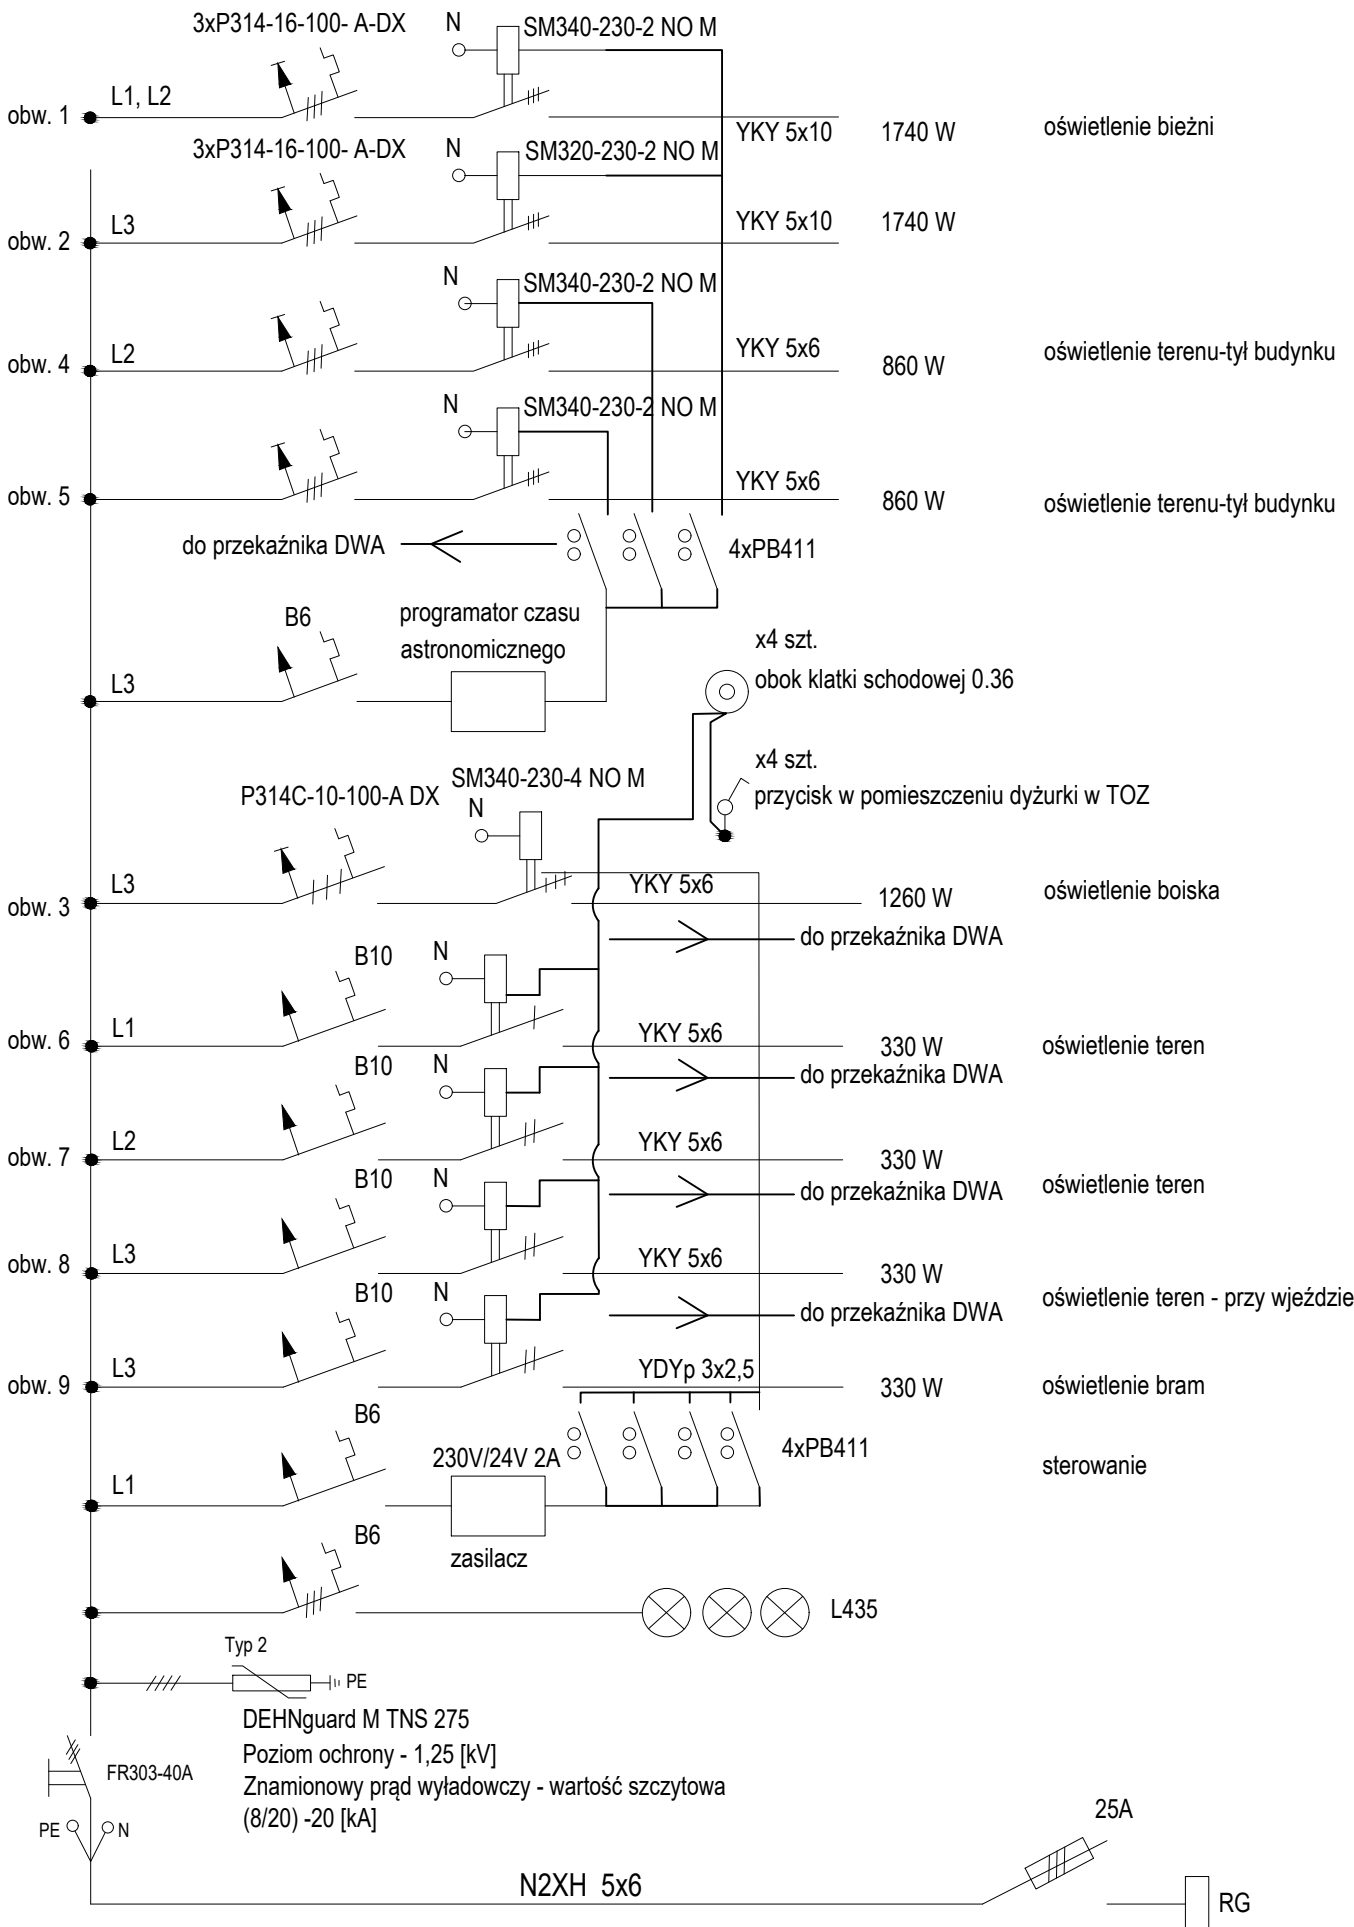 3xP314-16-100- A-DX
N
SM340-230-2 NO M
L1, L2
obw. 1
YKY 5x10
1740 W
oświetlenie bieżni
3xP314-16-100- A-DX
N
SM320-230-2 NO M
L3
obw. 2
YKY 5x10
1740 W
N
SM340-230-2 NO M
L2
obw. 4
YKY 5x6
860 W
oświetlenie terenu-tył budynku
N
SM340-230-2 NO M
obw. 5
YKY 5x6
860 W
oświetlenie terenu-tył budynku
do przekaźnika DWA
4xPB411
B6
programator czasu
astronomicznego
L3
x4 szt.
obok klatki schodowej 0.36
x4 szt.
przycisk w pomieszczeniu dyżurki w TOZ
P314C-10-100-A DX
SM340-230-4 NO M
N
L3
obw. 3
YKY 5x6
1260 W
oświetlenie boiska
do przekaźnika DWA
B10
N
L1
obw. 6
YKY 5x6
330 W
oświetlenie teren
do przekaźnika DWA
B10
N
L2
obw. 7
YKY 5x6
330 W
oświetlenie teren
do przekaźnika DWA
B10
N
L3
obw. 8
YKY 5x6
330 W
oświetlenie teren - przy wjeździe
do przekaźnika DWA
B10
N
L3
obw. 9
YDYp 3x2,5
330 W
oświetlenie bram
B6
230V/24V 2A
4xPB411
sterowanie
L1
zasilacz
B6
L435
Typ 2
PE
DEHNguard M TNS 275
Poziom ochrony - 1,25 [kV]
Znamionowy prąd wyładowczy - wartość szczytowa
(8/20) -20 [kA]
FR303-40A
PE
N
25A
N2XH 5x6
RG